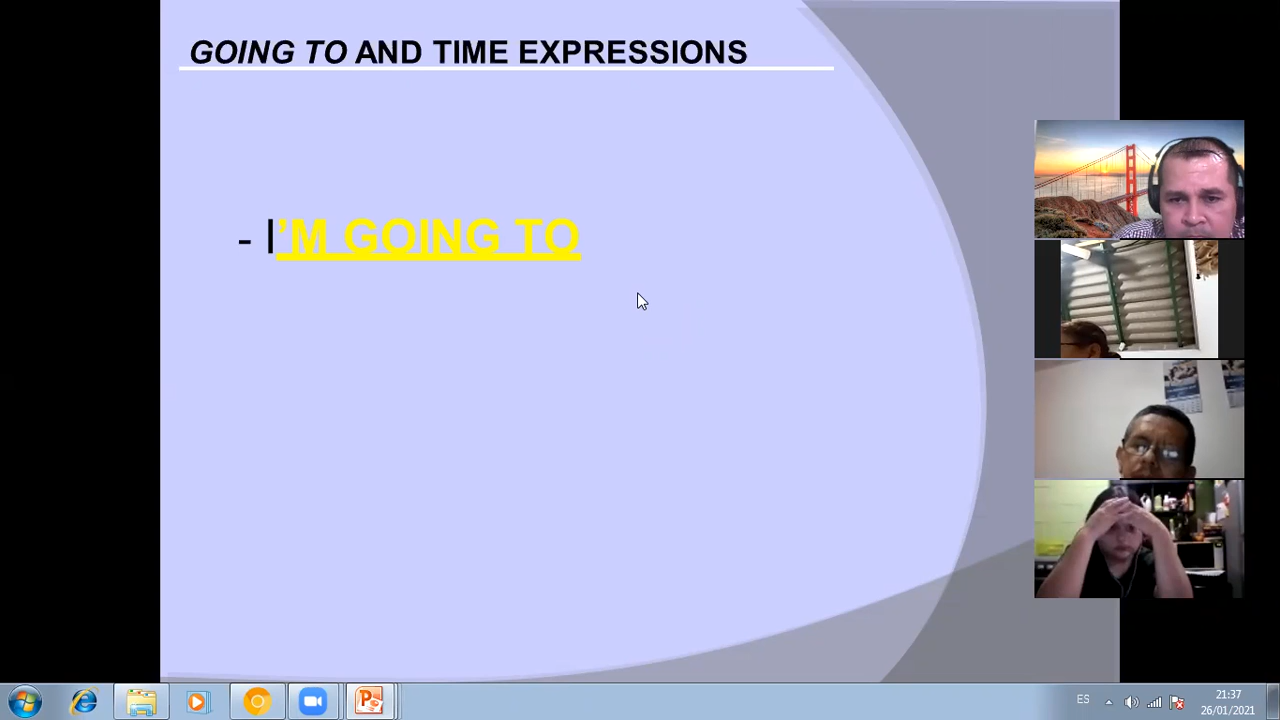 GOING TO AND TIME EXPRESSIONS
- I'M GOING TO
ES
21:37
26/01/2021